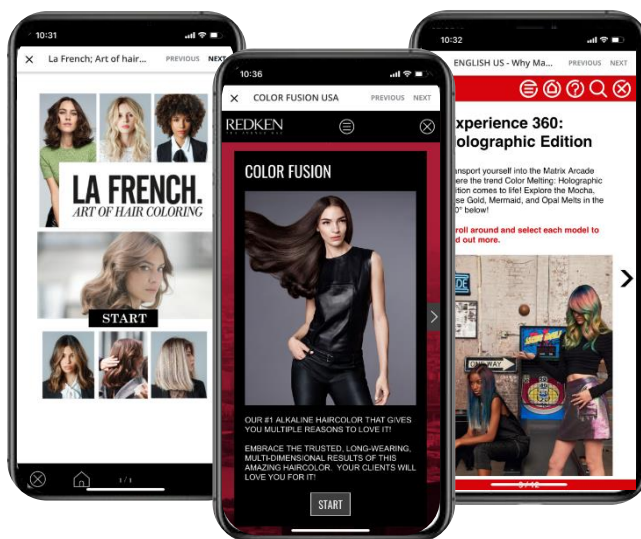 10:31
La French; Art of hair...
PREVIOUS
NEXT
LA FRENCH.
ART OF HAIR COLORING
START
1 / 1
10:36
COLOR FUSION USA
PREVIOUS
NEXT
REDKEN
COLOR FUSION
OUR #1 ALKALINE HAIRCOLOR THAT GIVES
YOU MULTIPLE REASONS TO LOVE IT!
EMBRACE THE TRUSTED, LONG-WEARING,
MULTI-DIMENSIONAL RESULTS OF THIS
AMAZING HAIRCOLOR. YOUR CLIENTS WILL
LOVE YOU FOR IT!
START
10:32
ENGLISH US - Why Ma...
PREVIOUS
NEXT
xperience 360:
olographic Edition
ansport yourself into the Matrix Arcade
ere the trend Color Melting: Holographic
ition comes to life! Explore the Mocha,
se Gold, Mermaid, and Opal Melts in the
0° below!
roll around and select each model to
d out more.
ONE WAY